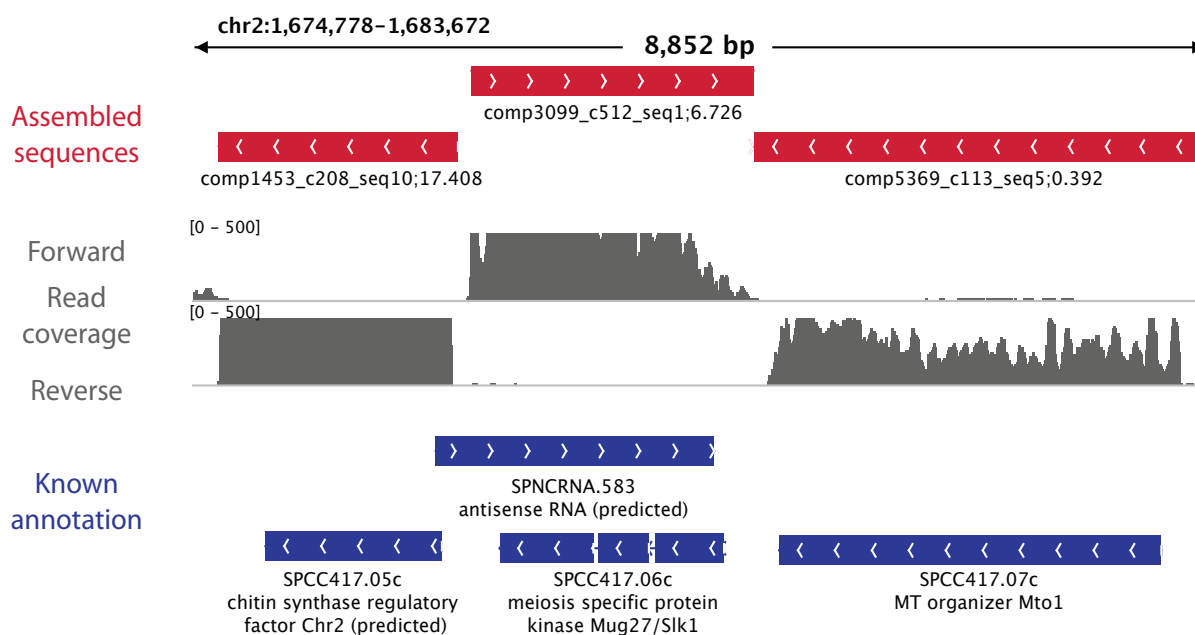 chr2:1,674,778-1,683,672
8,852 bp
Assembled
sequences
comp3099_c512_seq1;6.726
comp1453_c208_seq10;17.408
comp5369_c113_seq5;0.392
[0 - 500]
Forward
Read
coverage
[0 - 500]
Reverse
Known
annotation
SPNCRNA.583
antisense RNA (predicted)
SPCC417.05c
chitin synthase regulatory
factor Chr2 (predicted)
SPCC417.06c
meiosis specific protein
kinase Mug27/Slk1
SPCC417.07c
MT organizer Mto1